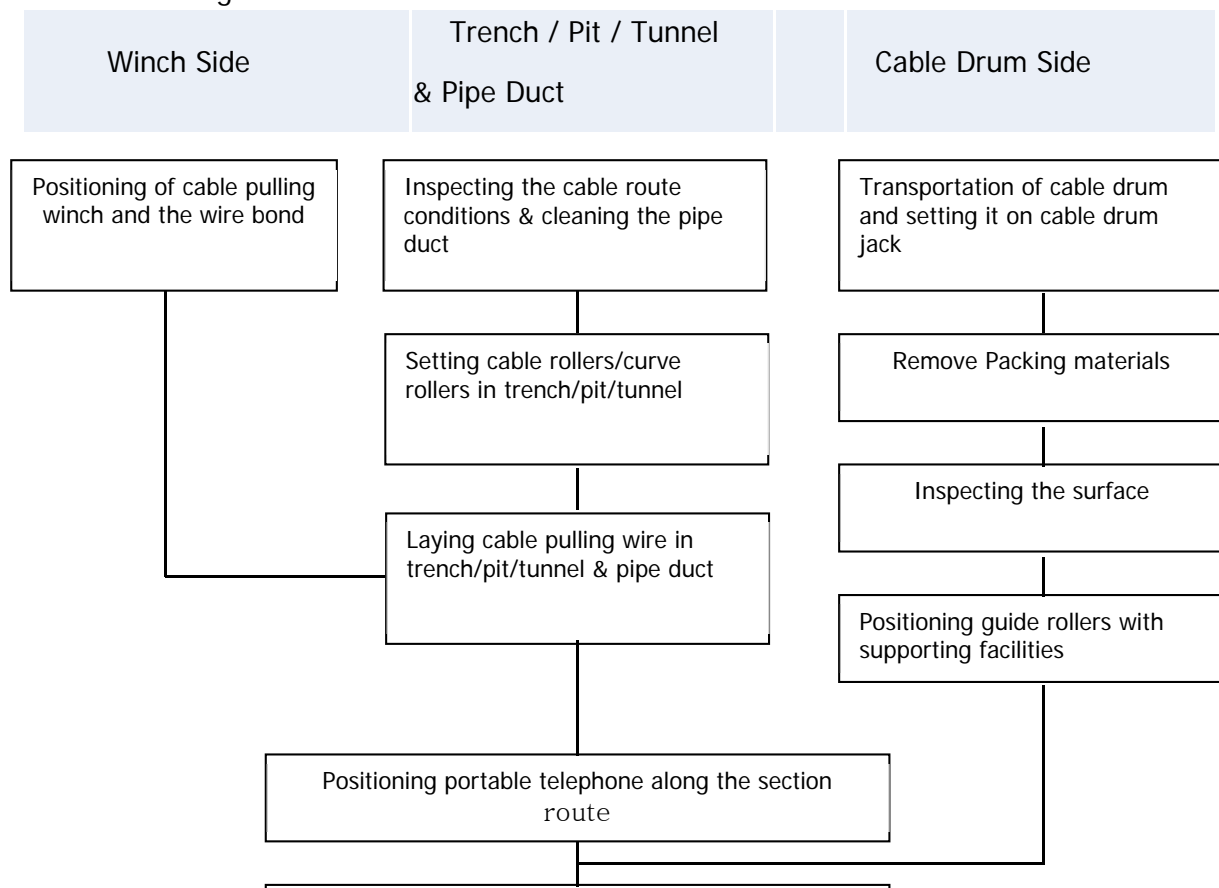 Winch Side
Trench / Pit / Tunnel
& Pipe Duct
Cable Drum Side
Positioning of cable pulling
winch and the wire bond
Inspecting the cable route
conditions & cleaning the pipe
duct
Transportation of cable drum
and setting it on cable drum
jack
Setting cable rollers/curve
rollers in trench/pit/tunnel
Remove Packing materials
Inspecting the surface
Laying cable pulling wire in
trench/pit/tunnel & pipe duct
Positioning guide rollers with
supporting facilities
Positioning portable telephone along the section
route